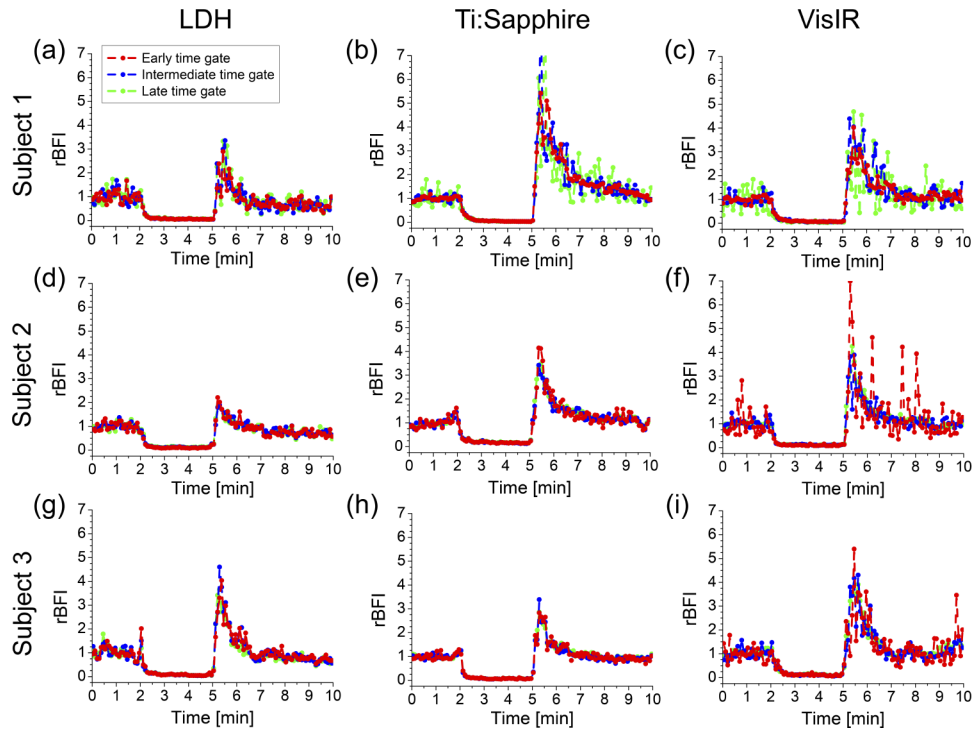 LDH Ti:Sapphire VisIR
Subject 1
(a) (b) (c)
Early time gate
Intermediate time gate
Late time gate
rBFI rBFI rBFI
7 7 7
6 6 6
5 5 5
4 4 4
3 3 3
2 2 2
1 1 1
0 0 0
0 1 2 3 4 5 6 7 8 9 10 0 1 2 3 4 5 6 7 8 9 10 0 1 2 3 4 5 6 7 8 9 10
Time [min] Time [min] Time [min]
Subject 2
(d) (e) (f)
rBFI rBFI rBFI
7 7 7
6 6 6
5 5 5
4 4 4
3 3 3
2 2 2
1 1 1
0 0 0
0 1 2 3 4 5 6 7 8 9 10 0 1 2 3 4 5 6 7 8 9 10 0 1 2 3 4 5 6 7 8 9 10
Time [min] Time [min] Time [min]
Subject 3
(g) (h) (i)
rBFI rBFI rBFI
7 7 7
6 6 6
5 5 5
4 4 4
3 3 3
2 2 2
1 1 1
0 0 0
0 1 2 3 4 5 6 7 8 9 10 0 1 2 3 4 5 6 7 8 9 10 0 1 2 3 4 5 6 7 8 9 10
Time [min] Time [min] Time [min]